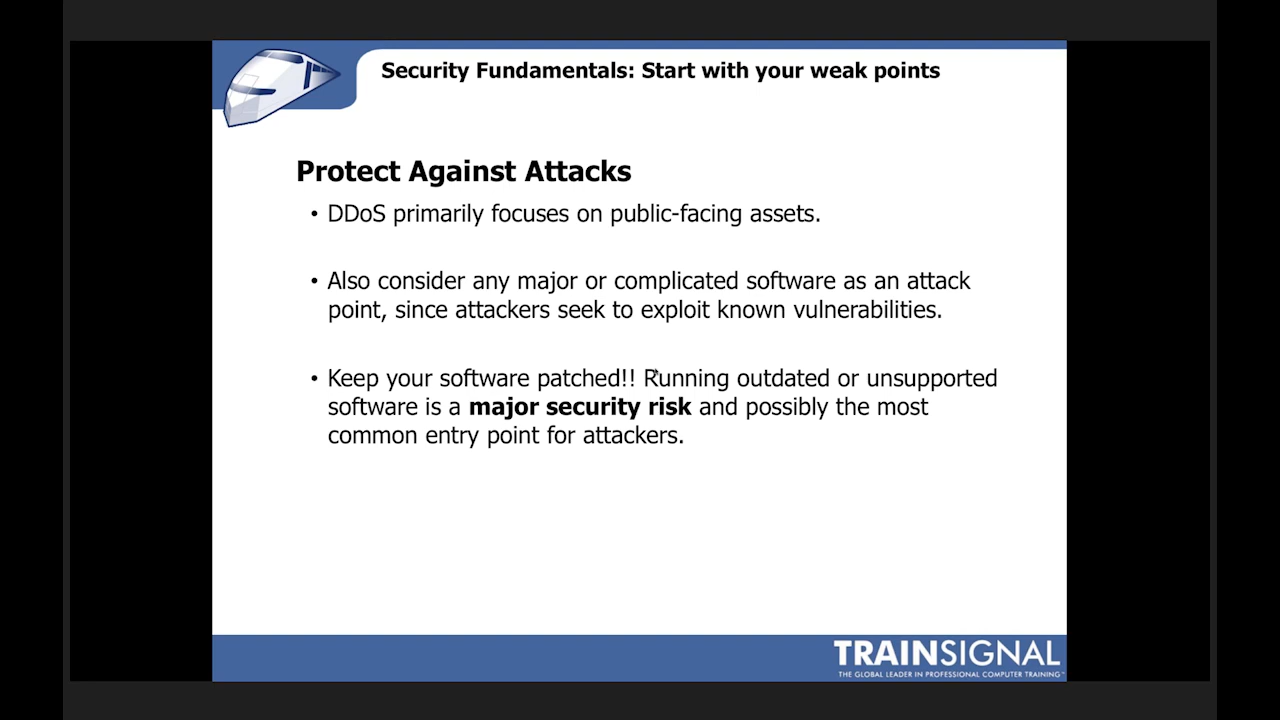 Security Fundamentals: Start with your weak points
Protect Against Attacks
• DDoS primarily focuses on public-facing assets.
• Also consider any major or complicated software as an attack
point, since attackers seek to exploit known vulnerabilities.
• Keep your software patched!! Running outdated or unsupported
software is a major security risk and possibly the most
common entry point for attackers.
TRAINSIGNAL
THE GLOBAL LEADER IN PROFESSIONAL COMPUTER TRAINING